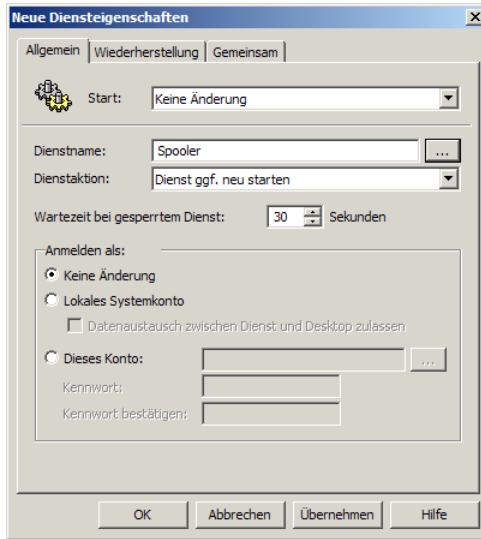 Neue Diensteigenschaften
Allgemein Wiederherstellung Gemeinsam
Start: Keine Änderung
Dienstname: Spooler ...
Dienstaktion: Dienst ggf. neu starten
Wartezeit bei gesperrtem Dienst: 30 Sekunden
Anmelden als:
Keine Änderung
Lokales Systemkonto
Datenaustausch zwischen Dienst und Desktop zulassen
Dieses Konto: ...
Kennwort:
Kennwort bestätigen:
OK Abbrechen Übernehmen Hilfe